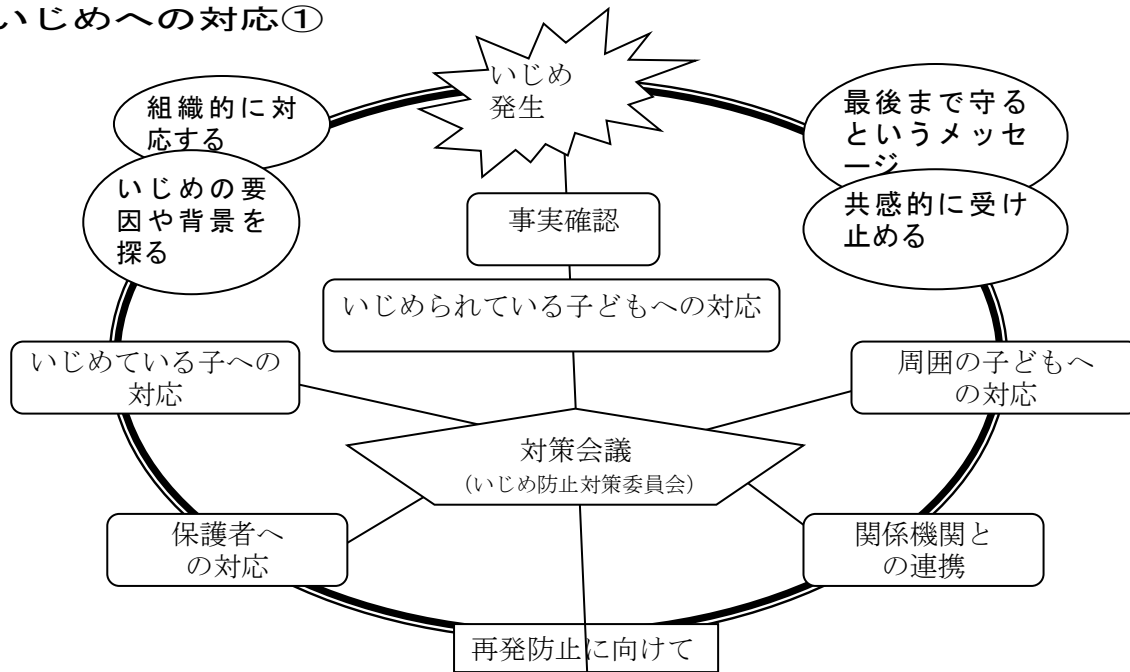 いじめへの対応①
いじめ
発生
組織的に対
応する
いじめの要
因や背景を
探る
最後まで守る
というメッセ
ージ
共感的に受け
止める
事実確認
いじめられている子どもへの対応
いじめている子への
対応
周囲の子どもへ
の対応
対策会議
（いじめ防止対策委員会）
保護者へ
の対応
関係機関と
の連携
再発防止に向けて